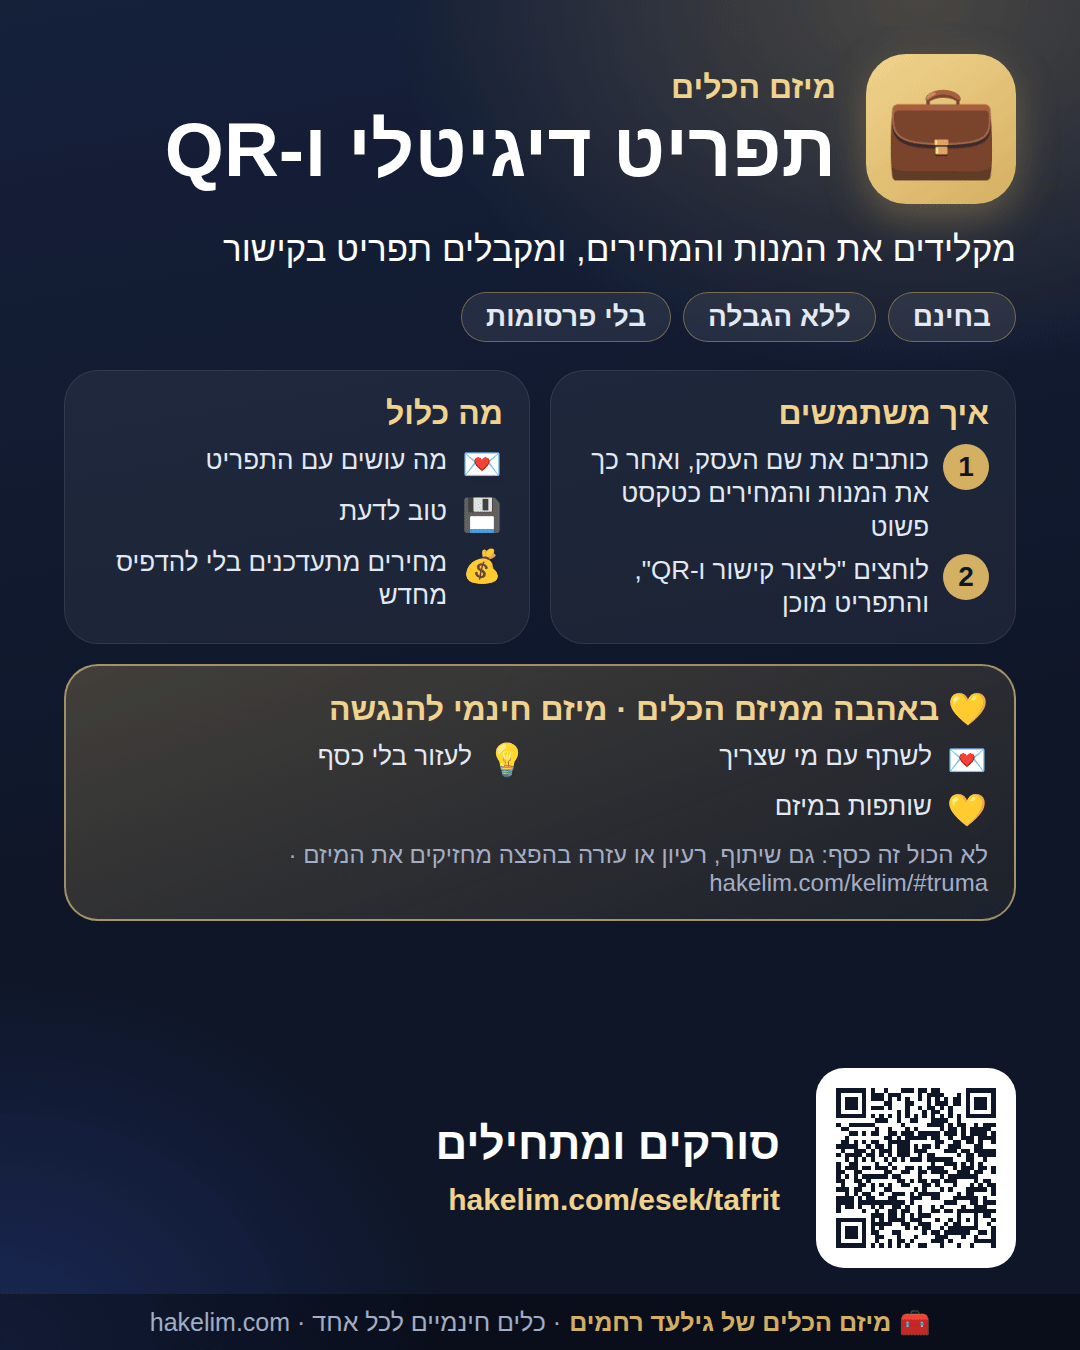 מיזם הכלים
תפריט דיגיטלי ו-QR
מקלידים את המנות והמחירים, ומקבלים תפריט בקישור
בחינם
ללא הגבלה
בלי פרסומות
איך משתמשים
1
כותבים את שם העסק, ואחר כך
את המנות והמחירים כטקסט
פשוט
2
לוחצים "ליצור קישור ו-QR",
והתפריט מוכן
מה כלול
מה עושים עם התפריט
טוב לדעת
מחירים מתעדכנים בלי להדפיס
מחדש
באהבה ממיזם הכלים · מיזם חינמי להנגשה
לשתף עם מי שצריך
לעזור בלי כסף
שותפות במיזם
לא הכול זה כסף: גם שיתוף, רעיון או עזרה בהפצה מחזיקים את המיזם ·
hakelim.com/kelim/#truma
סורקים ומתחילים
hakelim.com/esek/tafrit
מיזם הכלים של גילעד רחמים · כלים חינמיים לכל אחד · hakelim.com